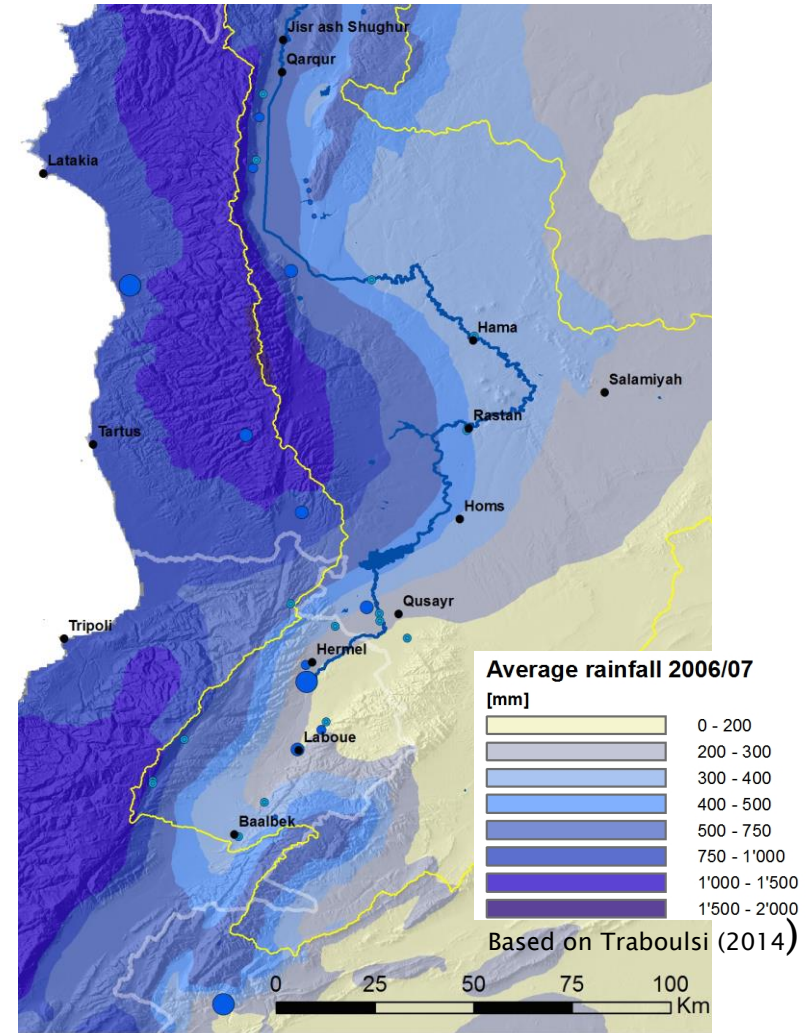 Jisr ash Shughur
Qarqur
Latakia
Hama
Salamiyah
Rastan
Tartus
Homs
Qusayr
Tripoli
Hermel
Laboue
Baalbek
Average rainfall 2006/07
[mm]
0 - 200
200 - 300
300 - 400
400 - 500
500 - 750
750 - 1'000
1'000 - 1'500
1'500 - 2'000
Based on Traboulsi (2014)
0 25 50 75 100
Km